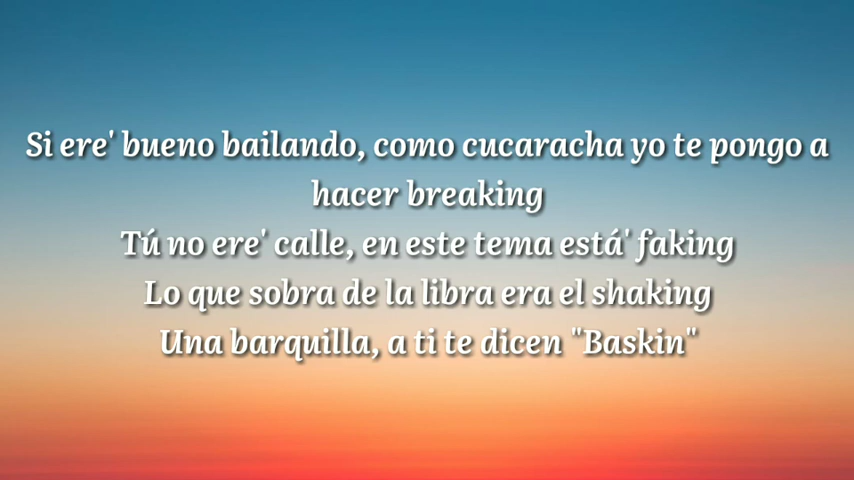 Si ere' bueno bailando, como cucaracha yo te pongo a
hacer breaking
Tú no ere' calle, en este tema está' faking
Lo que sobra de la libra era el shaking
Una barquilla, a ti te dicen "Baskin"